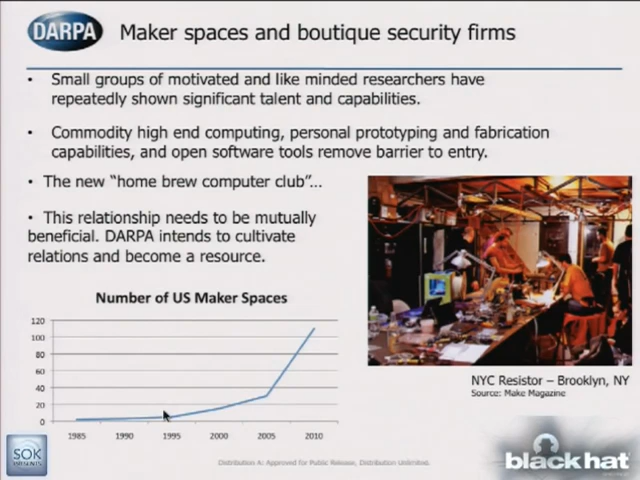 DARPA
Maker spaces and boutique security firms
• Small groups of motivated and like minded researchers have
repeatedly shown significant talent and capabilities.
• Commodity high end computing, personal prototyping and fabrication
capabilities, and open software tools remove barrier to entry.
• The new “home brew computer club”...
• This relationship needs to be mutually
beneficial. DARPA intends to cultivate
relations and become a resource.
Number of US Maker Spaces
120
100
80
60
40
20
0
1985 1990 1995 2000 2005 2010
NYC Resistor – Brooklyn, NY
Source: Make Magazine
SOK
Distribution A: Approved for Public Release, Distribution Unlimited.
black hat